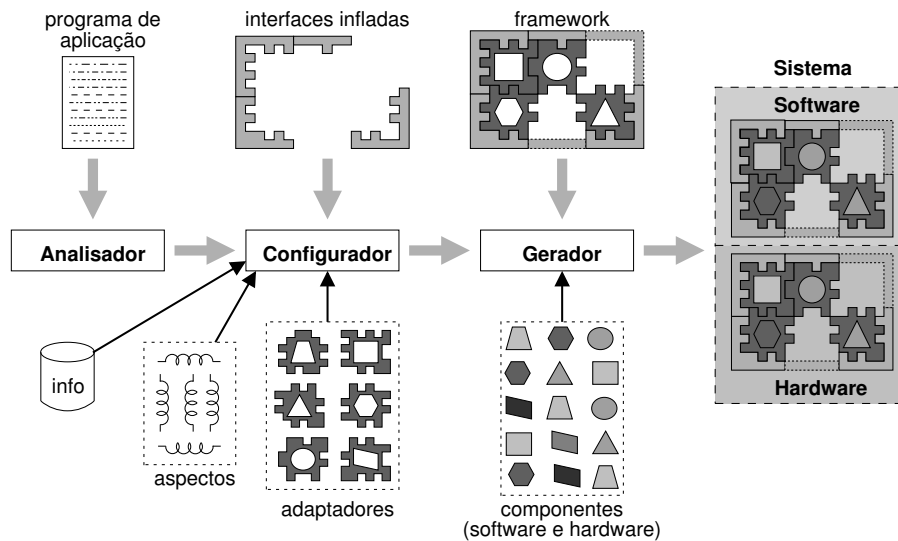 programa de
aplicação
interfaces infladas
framework
Sistema
Software
Analisador
Configurador
Gerador
info
aspectos
adaptadores
componentes
(software e hardware)
Hardware